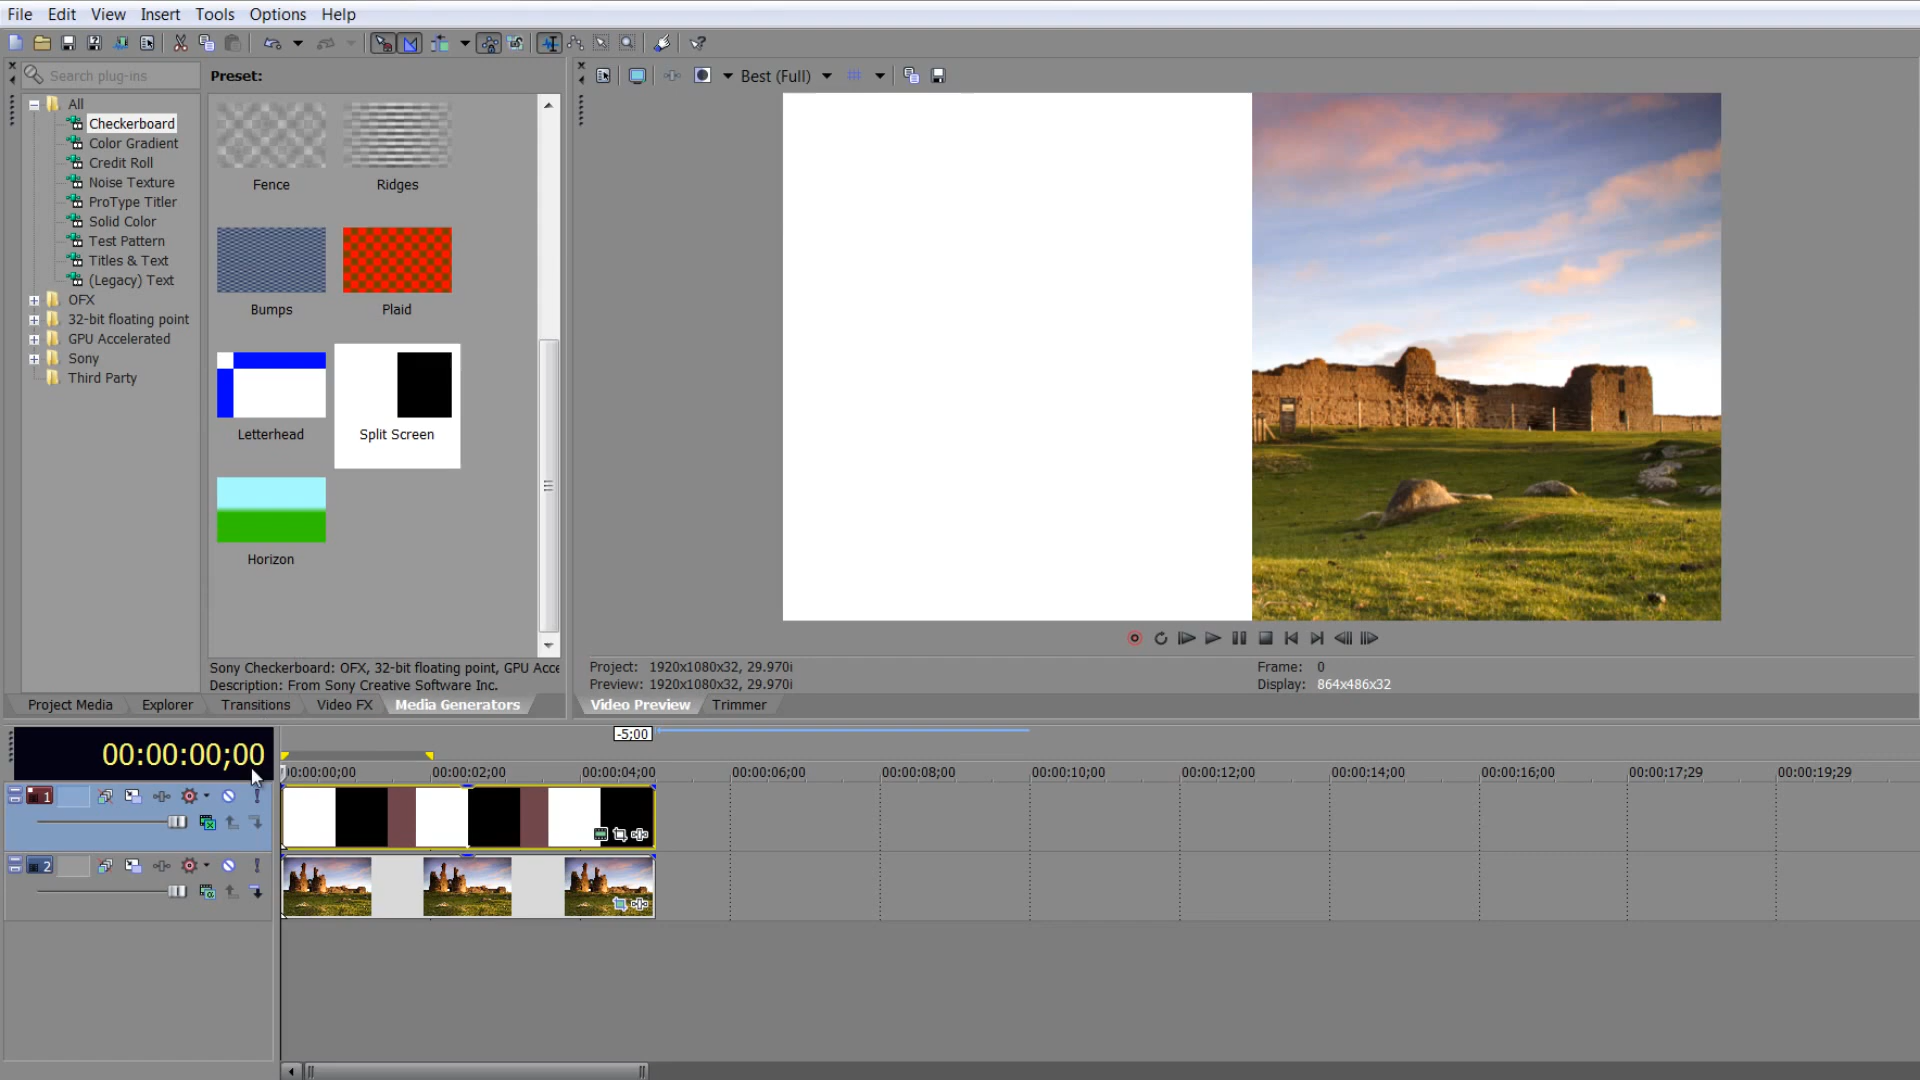 File Edit View Insert Tools Options Help
Search plug-ins
Preset:
Best (Full)
All
Checkerboard
Color Gradient
Credit Roll
Noise Texture
ProType Titler
Solid Color
Test Pattern
Titles & Text
(Legacy) Text
OFX
32-bit floating point
GPU Accelerated
Sony
Third Party
Fence Ridges
Bumps Plaid
Letterhead Split Screen
Horizon
Sony Checkerboard: OFX, 32-bit floating point, GPU Acce
Description: From Sony Creative Software Inc.
Project: 1920x1080x32, 29.970i
Preview: 1920x1080x32, 29.970i
Frame: 0
Display: 864x486x32
Project Media Explorer Transitions Video FX Media Generators
Video Preview Trimmer
-5;00
00:00:00;00
0:00:00;00 00:00:02;00 00:00:04;00 00:00:06;00 00:00:08;00 00:00:10;00 00:00:12;00 00:00:14;00 00:00:16;00 00:00:17;29 00:00:19;29
1
2